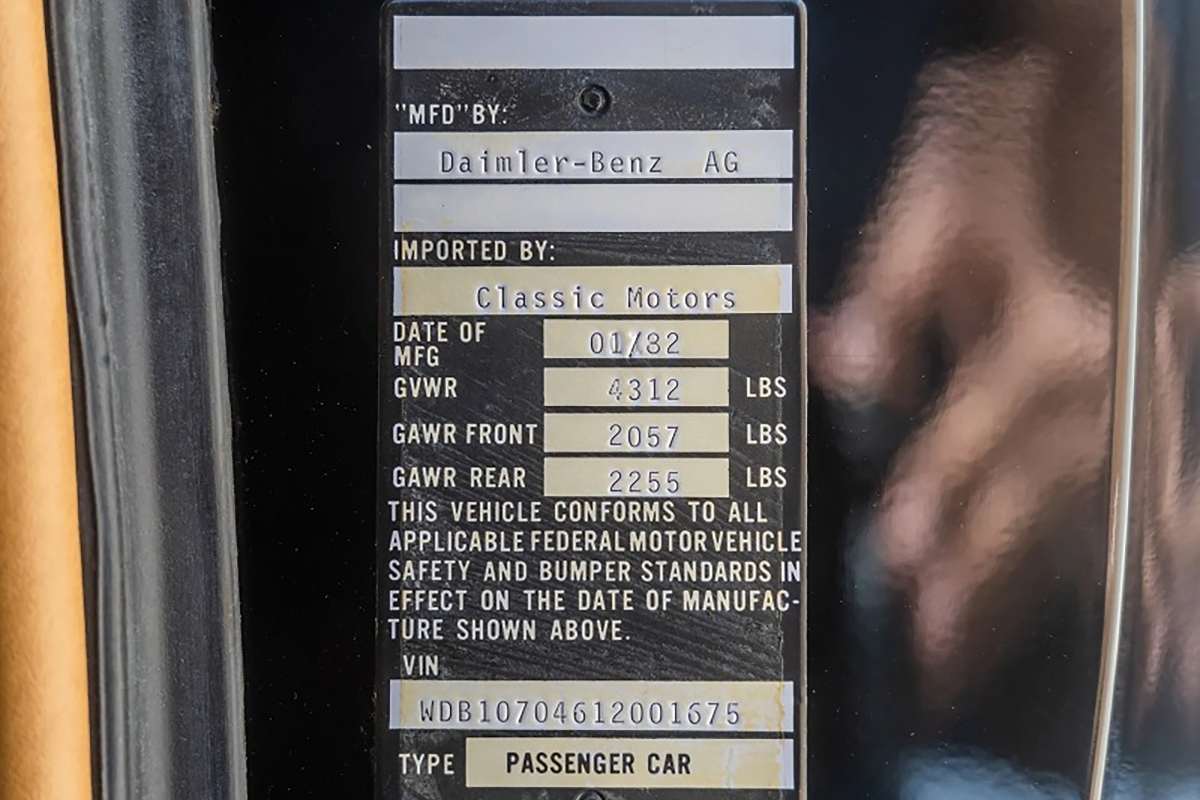 "MFD" BY:
Daimler-Benz AG
IMPORTED BY:
Classic Motors
DATE OF MFG 01/82
GVWR 4312 LBS
GAWR FRONT 2057 LBS
GAWR REAR 2255 LBS
THIS VEHICLE CONFORMS TO ALL
APPLICABLE FEDERAL MOTOR VEHICLE
SAFETY AND BUMPER STANDARDS IN
EFFECT ON THE DATE OF MANUFAC-
TURE SHOWN ABOVE.
VIN
WDB10704612001675
TYPE PASSENGER CAR